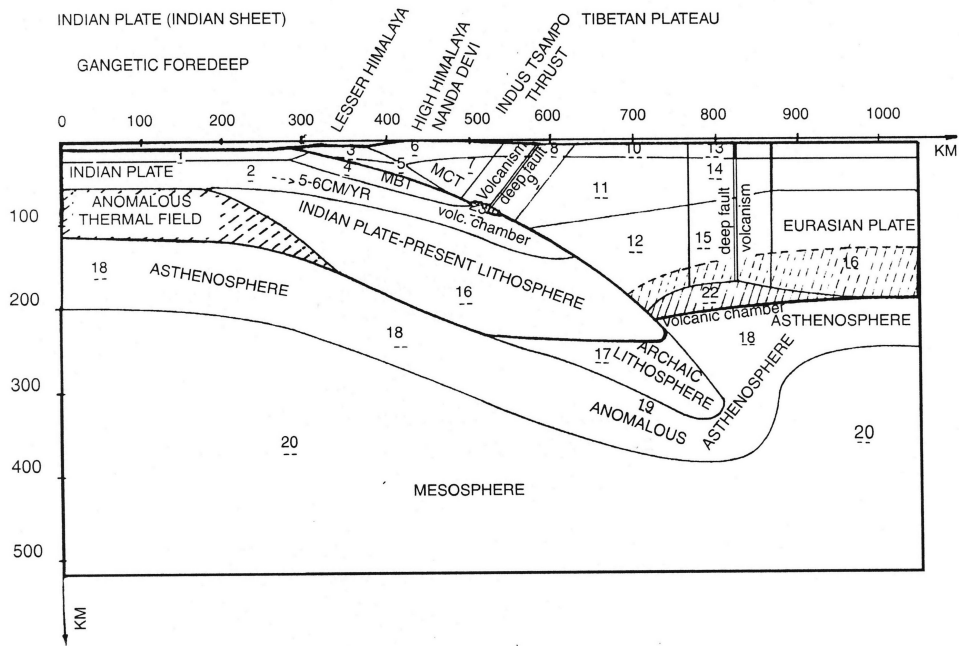 INDIAN PLATE (INDIAN SHEET)
TIBETAN PLATEAU
GANGETIC FOREDEEP
LESSER HIMALAYA
HIGH HIMALAYA
NANDA DEVI
INDUS TSAMPO
THRUST
0 100 200 300 400 500 600 700 800 900 1000
KM
1 2 3 4 5 6 7 8 9 10 11 12 13 14 15
INDIAN PLATE
--->5-6CM/YR
MBT
MCT
Volcanism
deep fault
23
volc. chamber
deep fault
volcanism
100
ANOMALOUS
THERMAL FIELD
INDIAN PLATE-PRESENT LITHOSPHERE
EURASIAN PLATE
16
18
ASTHENOSPHERE
16
22
Volcanic chamber
ASTHENOSPHERE
200
18
18
17
ARCHAIC
LITHOSPHERE
300
19
ANOMALOUS
ASTHENOSPHERE
20
20
400
MESOSPHERE
500
KM